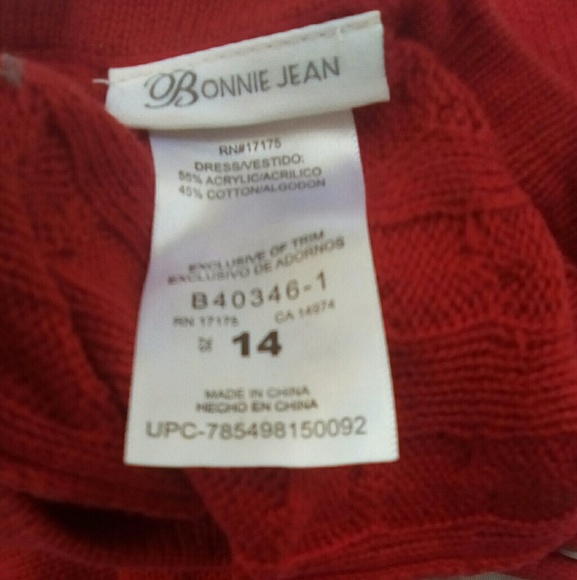 BONNIE JEAN
RN#17175
DRESS/VESTIDO:
55% ACRYLIC/ACRILICO
45% COTTON/ALGODON
EXCLUSIVE OF TRIM
EXCLUSIVO DE ADORNOS
B40346-1
RN 17175 CA 14974
14
MADE IN CHINA
HECHO EN CHINA
UPC-785498150092